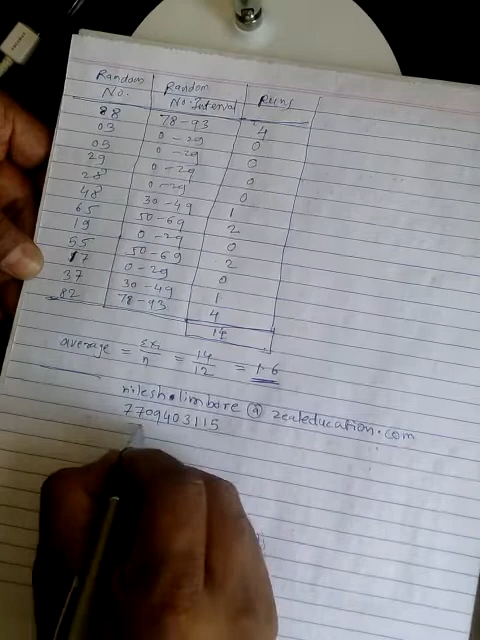 Random No. Random No. Interval Runs
88 78-93 4
03 0-29 0
05 0-29 0
29 0-29 0
28 0-29 0
48 30-49 1
65 50-69 2
19 0-29 0
55 50-69 2
17 0-29 0
37 30-49 1
82 78-93 4
14
average = Σxi/n = 14/12 = 1.6
nilesh.limbore@zealeducation.com
7709403115